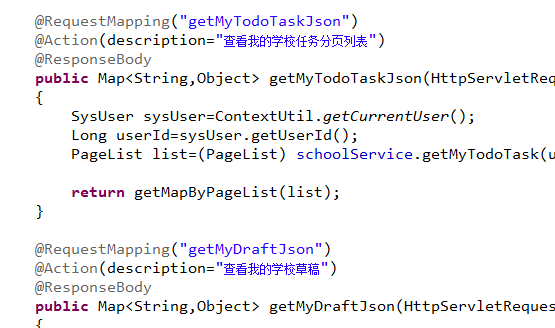 @RequestMapping("getMyTodoTaskJson")
@Action(description="查看我的学校任务分页列表")
@ResponseBody
public Map<String,Object> getMyTodoTaskJson(HttpServletReq
{
SysUser sysUser=ContextUtil.getCurrentUser();
Long userId=sysUser.getUserId();
PageList list=(PageList) schoolService.getMyTodoTask(u
return getMapByPageList(list);
}
@RequestMapping("getMyDraftJson")
@Action(description="查看我的学校草稿")
@ResponseBody
public Map<String,Object> getMyDraftJson(HttpServletReques
{